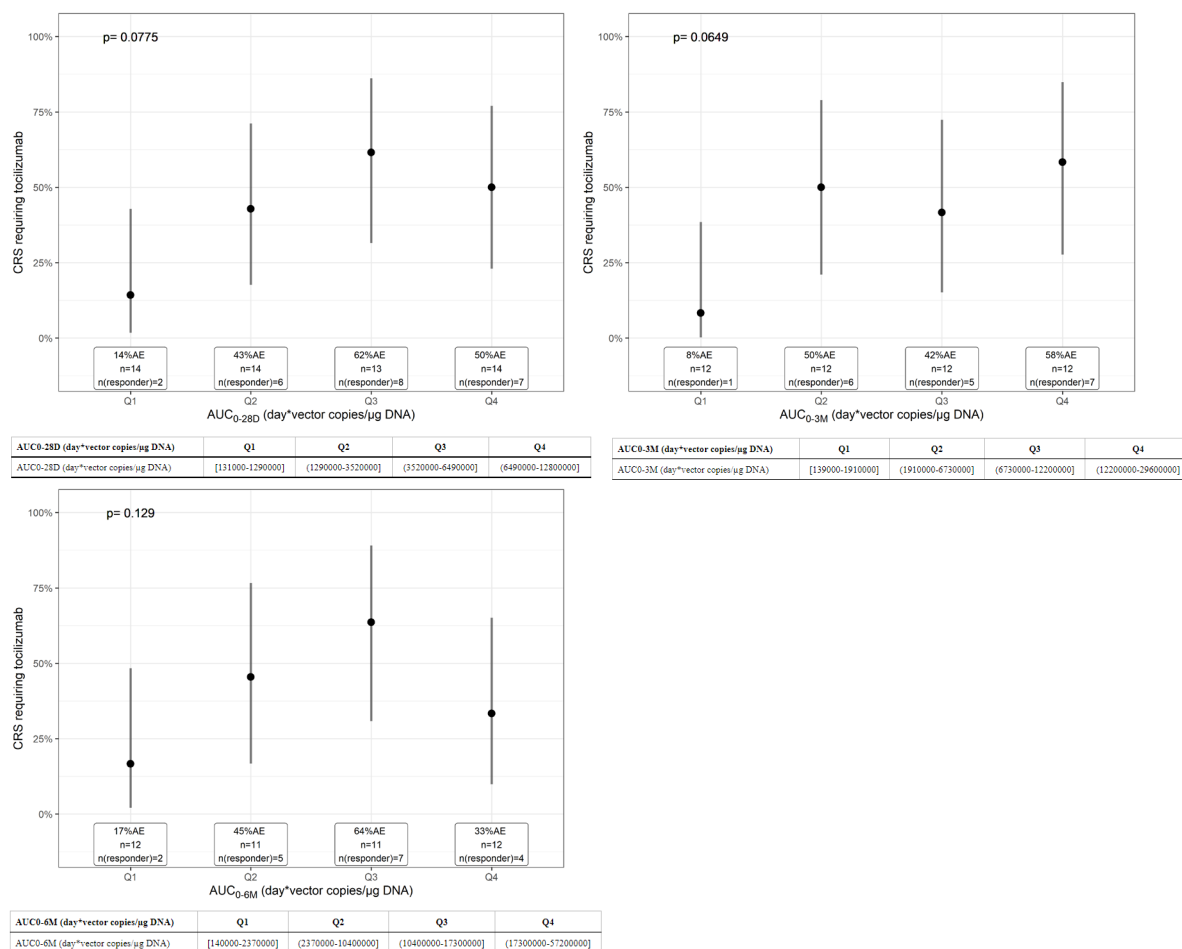 p= 0.0775
CRS requiring tocilizumab
100%
75%
50%
25%
0%
14%AE
n=14
n(responder)=2
43%AE
n=14
n(responder)=6
62%AE
n=13
n(responder)=8
50%AE
n=14
n(responder)=7
Q1 Q2 Q3 Q4
AUC0-28D (day*vector copies/µg DNA)
AUC0-28D (day*vector copies/µg DNA) Q1 Q2 Q3 Q4
AUC0-28D (day*vector copies/µg DNA) [131000-1290000] (1290000-3520000] (3520000-6490000] (6490000-12800000]
p= 0.0649
CRS requiring tocilizumab
100%
75%
50%
25%
0%
8%AE
n=12
n(responder)=1
50%AE
n=12
n(responder)=6
42%AE
n=12
n(responder)=5
58%AE
n=12
n(responder)=7
Q1 Q2 Q3 Q4
AUC0-3M (day*vector copies/µg DNA)
AUC0-3M (day*vector copies/µg DNA) Q1 Q2 Q3 Q4
AUC0-3M (day*vector copies/µg DNA) [139000-1910000] (1910000-6730000] (6730000-12200000] (12200000-29600000]
p= 0.129
CRS requiring tocilizumab
100%
75%
50%
25%
0%
17%AE
n=12
n(responder)=2
45%AE
n=11
n(responder)=5
64%AE
n=11
n(responder)=7
33%AE
n=12
n(responder)=4
Q1 Q2 Q3 Q4
AUC0-6M (day*vector copies/µg DNA)
AUC0-6M (day*vector copies/µg DNA) Q1 Q2 Q3 Q4
AUC0-6M (day*vector copies/µg DNA) [140000-2370000] (2370000-10400000] (10400000-17300000] (17300000-57200000]